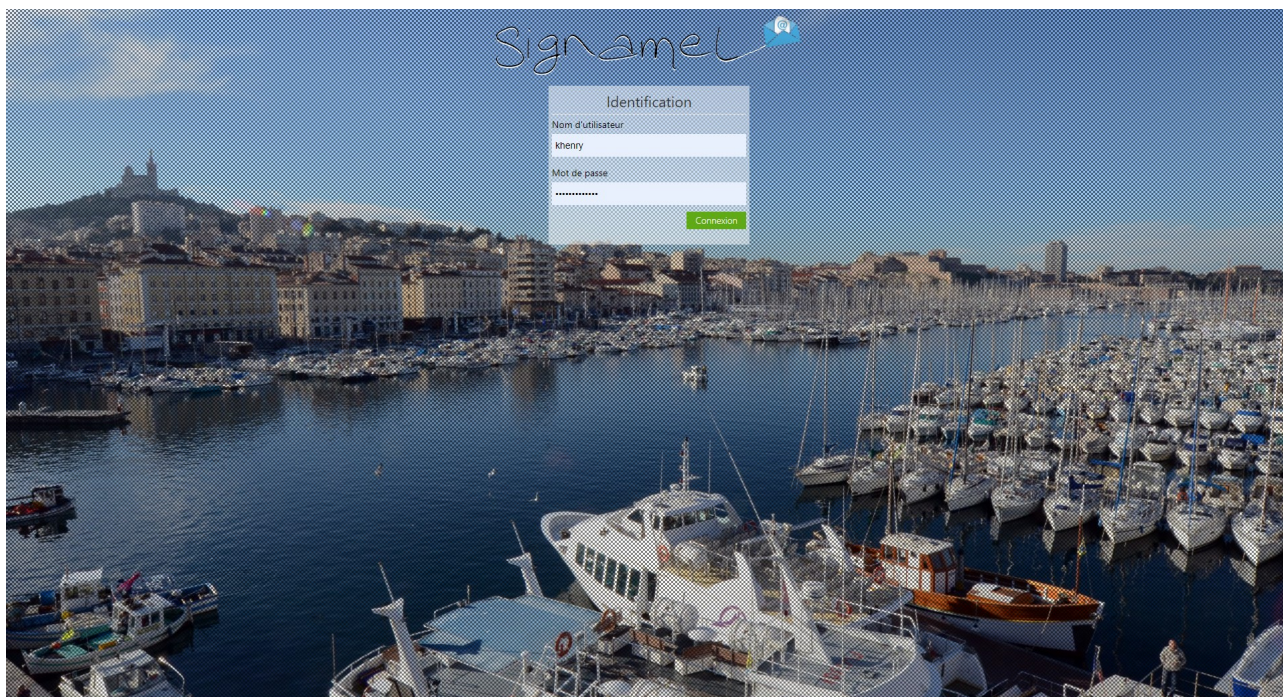 Signamel
Identification
Nom d'utilisateur
khenry
Mot de passe
•••••••••••••
Connexion